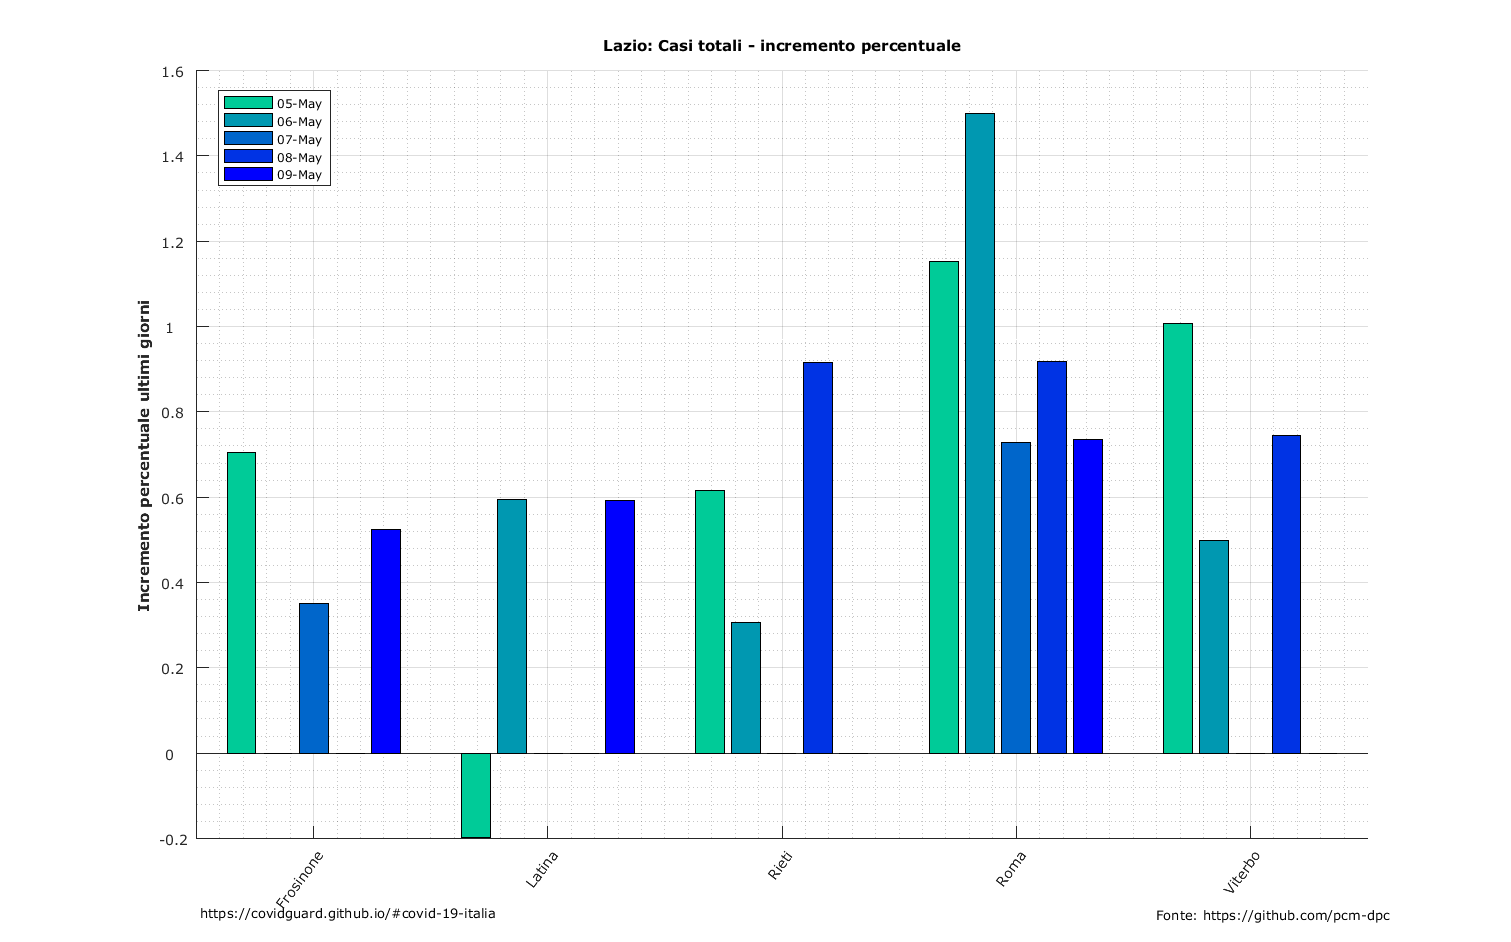 Lazio: Casi totali - incremento percentuale
1.6
1.4
1.2
1
0.8
0.6
0.4
0.2
0
-0.2
Incremento percentuale ultimi giorni
05-May
06-May
07-May
08-May
09-May
Frosinone
Latina
Rieti
Roma
Viterbo
https://covidguard.github.io/#covid-19-italia
Fonte: https://github.com/pcm-dpc